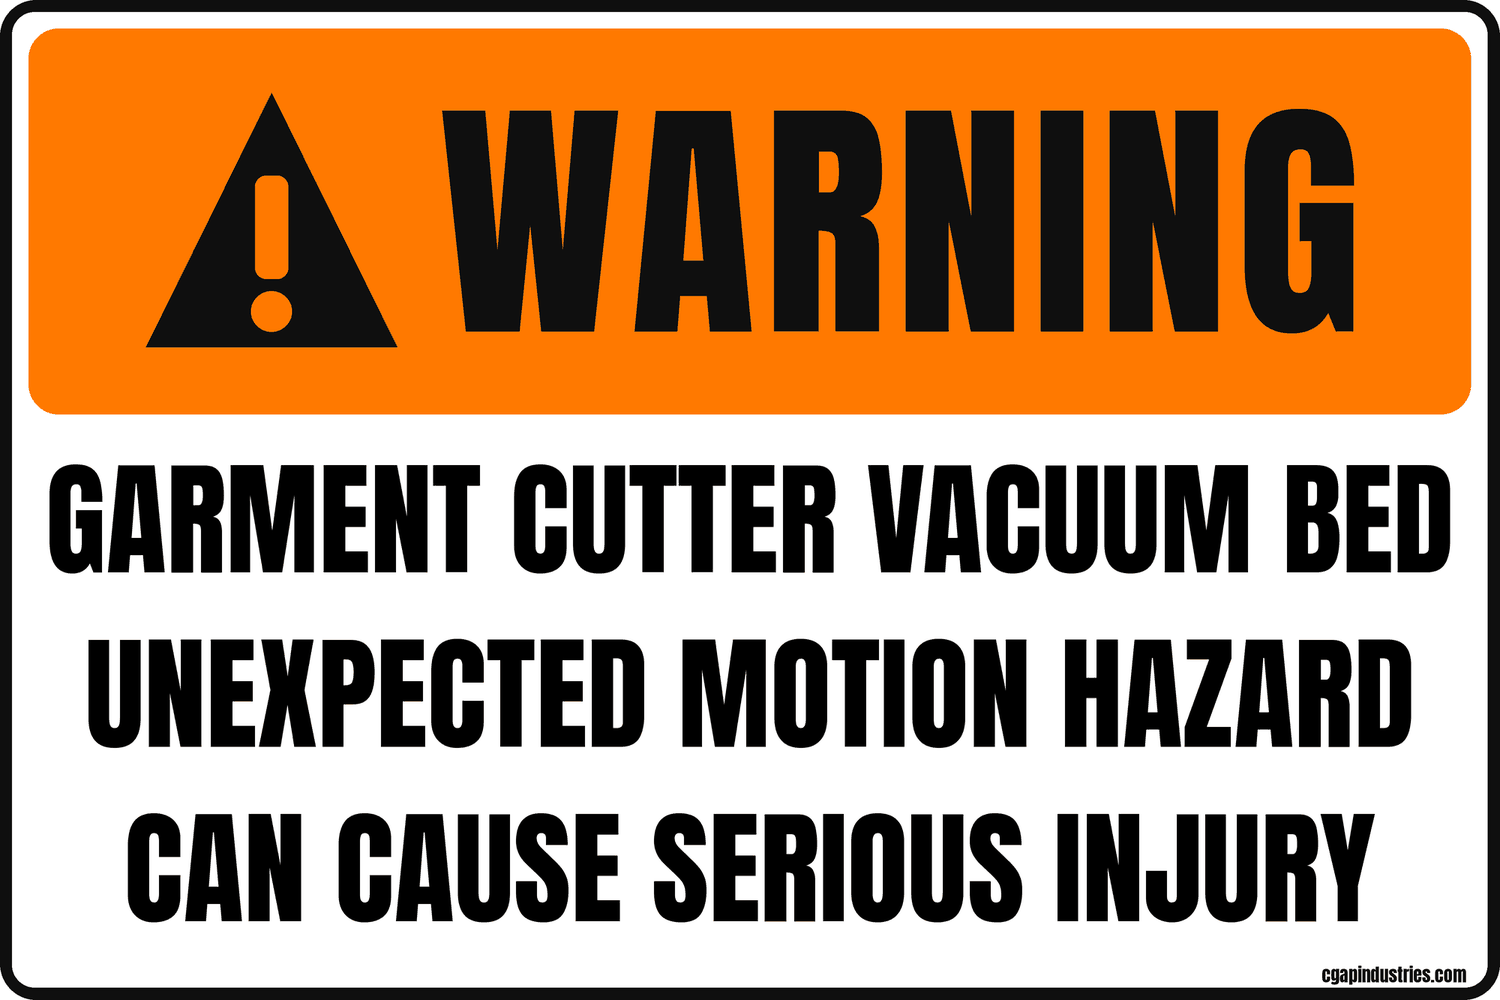 WARNING
GARMENT CUTTER VACUUM BED
UNEXPECTED MOTION HAZARD
CAN CAUSE SERIOUS INJURY
cgapindustries.com